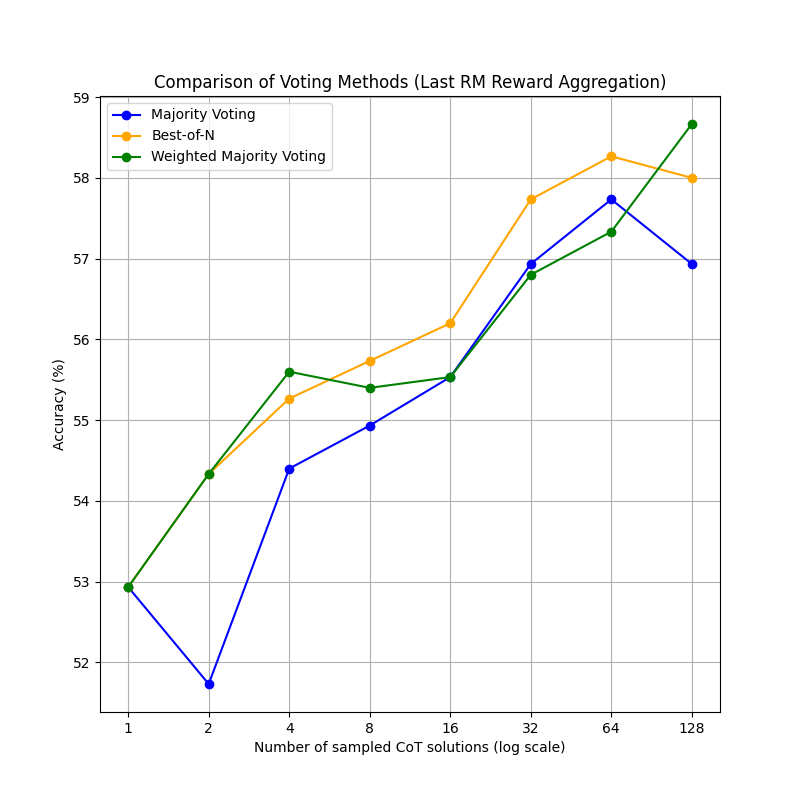 Comparison of Voting Methods (Last RM Reward Aggregation)
Majority Voting
Best-of-N
Weighted Majority Voting
Accuracy (%)
59
58
57
56
55
54
53
52
1 2 4 8 16 32 64 128
Number of sampled CoT solutions (log scale)